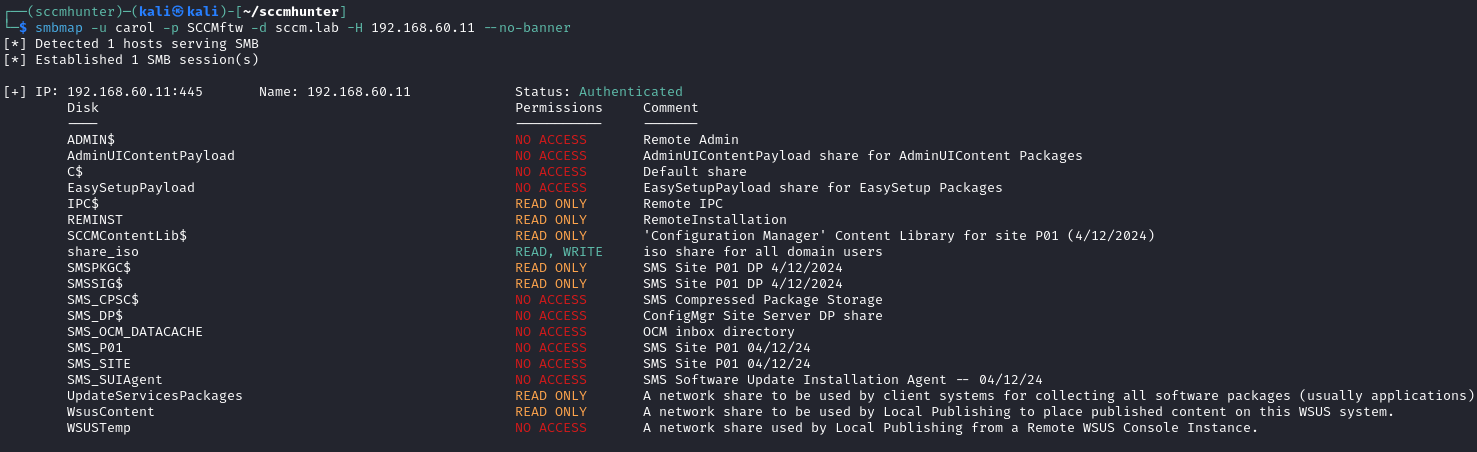 ┌──(sccmhunter)─(kali㉿kali)-[~/sccmhunter]
└─$ smbmap -u carol -p SCCMftw -d sccm.lab -H 192.168.60.11 --no-banner
[*] Detected 1 hosts serving SMB
[*] Established 1 SMB session(s)
[+] IP: 192.168.60.11:445 Name: 192.168.60.11 Status: Authenticated
Disk Permissions Comment
---- ----------- -------
ADMIN$ NO ACCESS Remote Admin
AdminUIContentPayload NO ACCESS AdminUIContentPayload share for AdminUIContent Packages
C$ NO ACCESS Default share
EasySetupPayload NO ACCESS EasySetupPayload share for EasySetup Packages
IPC$ READ ONLY Remote IPC
REMINST READ ONLY RemoteInstallation
SCCMContentLib$ READ ONLY 'Configuration Manager' Content Library for site P01 (4/12/2024)
share_iso READ, WRITE iso share for all domain users
SMSPKGC$ READ ONLY SMS Site P01 DP 4/12/2024
SMSSIG$ READ ONLY SMS Site P01 DP 4/12/2024
SMS_CPSC$ NO ACCESS SMS Compressed Package Storage
SMS_DP$ NO ACCESS ConfigMgr Site Server DP share
SMS_OCM_DATACACHE NO ACCESS OCM inbox directory
SMS_P01 NO ACCESS SMS Site P01 04/12/24
SMS_SITE NO ACCESS SMS Site P01 04/12/24
SMS_SUIAgent NO ACCESS SMS Software Update Installation Agent -- 04/12/24
UpdateServicesPackages READ ONLY A network share to be used by client systems for collecting all software packages (usually applications)
WsusContent READ ONLY A network share to be used by Local Publishing to place published content on this WSUS system.
WSUSTemp NO ACCESS A network share used by Local Publishing from a Remote WSUS Console Instance.